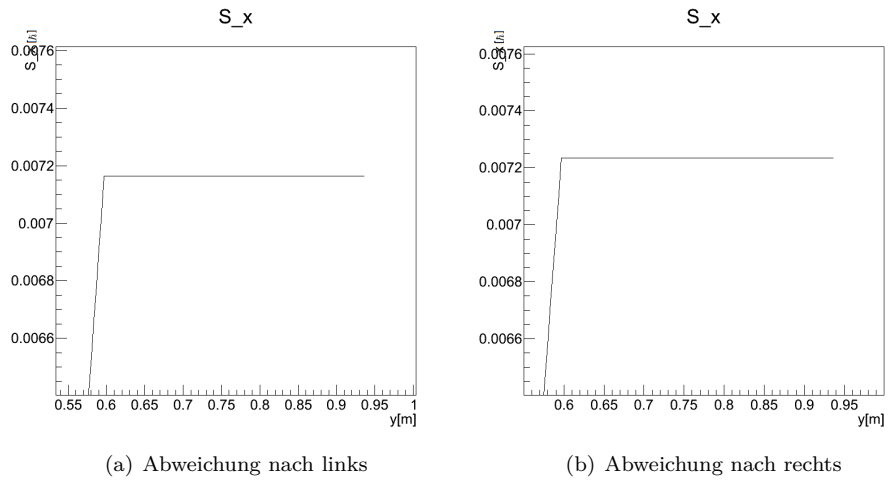 S_x
S_x [ℏ]
0.0076
0.0074
0.0072
0.007
0.0068
0.0066
0.55 0.6 0.65 0.7 0.75 0.8 0.85 0.9 0.95 1
y[m]
(a) Abweichung nach links
S_x
S_x [ℏ]
0.0076
0.0074
0.0072
0.007
0.0068
0.0066
0.6 0.65 0.7 0.75 0.8 0.85 0.9 0.95
y[m]
(b) Abweichung nach rechts